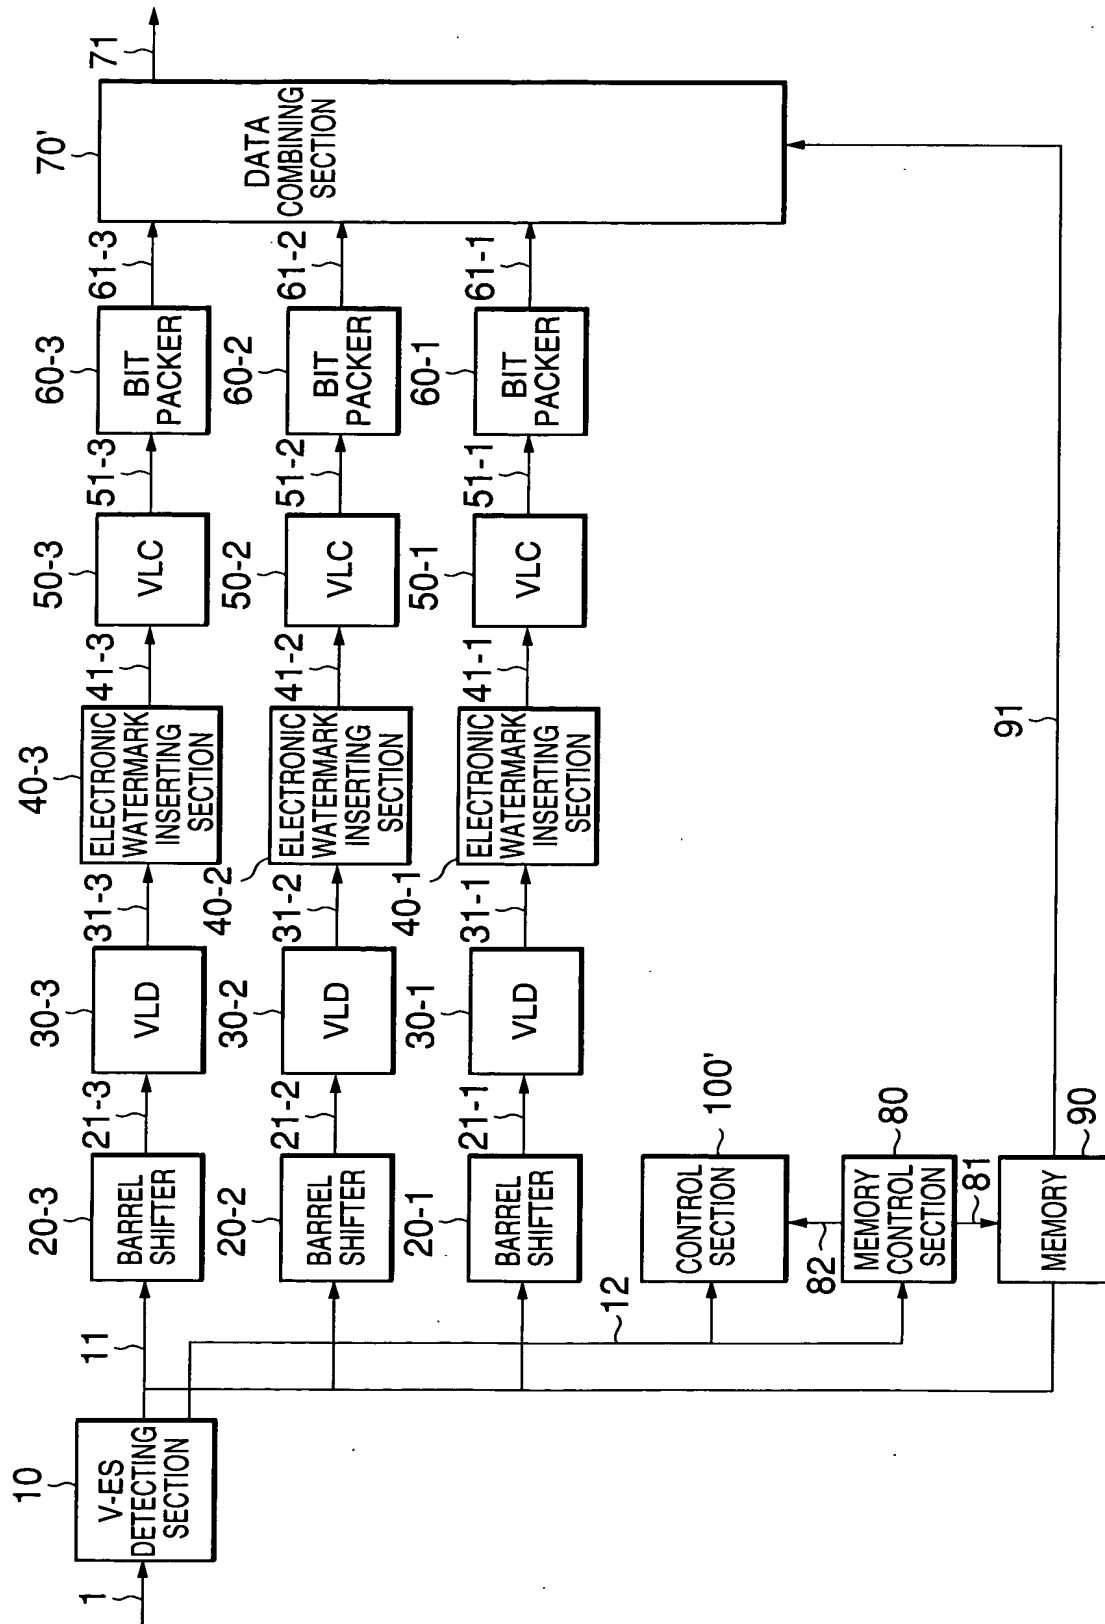 1
10
V-ES
DETECTING
SECTION
11
12
20-3
BARREL
SHIFTER
21-3
30-3
VLD
31-3
40-3
ELECTRONIC
WATERMARK
INSERTING
SECTION
41-3
50-3
VLC
51-3
60-3
BIT
PACKER
61-3
20-2
BARREL
SHIFTER
21-2
30-2
VLD
31-2
40-2
ELECTRONIC
WATERMARK
INSERTING
SECTION
41-2
50-2
VLC
51-2
60-2
BIT
PACKER
61-2
20-1
BARREL
SHIFTER
21-1
30-1
VLD
31-1
40-1
ELECTRONIC
WATERMARK
INSERTING
SECTION
41-1
50-1
VLC
51-1
60-1
BIT
PACKER
61-1
70'
DATA
COMBINING
SECTION
71
100'
CONTROL
SECTION
82
80
MEMORY
CONTROL
SECTION
81
90
MEMORY
91